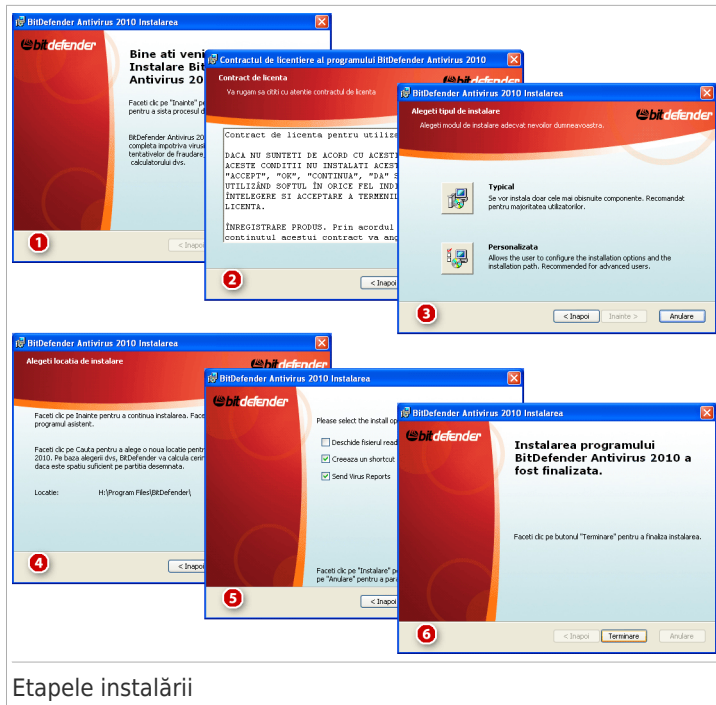 BitDefender Antivirus 2010 Instalarea
bitdefender
Bine ati veni
Instalare Bit
Antivirus 20
Faceti clic pe "Inainte" pe
pentru a sista procesul d
BitDefender Antivirus 20
completa impotriva virusi
tentativelor de fraudare,
calculatorului dvs.
< Inapoi
1
Contractul de licentiere al programului BitDefender Antivirus 2010
Contract de licenta
bitdefender
Va rugam sa cititi cu atentie contractul de licenta
Contract de licenta pentru utiliza
DACA NU SUNTETI DE ACORD CU ACESTI
ACESTE CONDITII NU INSTALATI ACEST
"ACCEPT", "OK", "CONTINUA", "DA" S
UTILIZÂND SOFTUL ÎN ORICE FEL INDI
ÎNTELEGERE SI ACCEPTARE A TERMENIL
LICENTA.
ÎNREGISTRARE PRODUS. Prin acordul
continutul acestui contract va ang
< Inapoi
2
BitDefender Antivirus 2010 Instalarea
Alegeti tipul de instalare
bitdefender
Alegeti modul de instalare adecvat nevoilor dumneavoastra.
Typical
Se vor instala doar cele mai obisnuite componente. Recomandat
pentru majoritatea utilizatorilor.
Personalizata
Allows the user to configure the installation options and the
installation path. Recommended for advanced users.
< Inapoi
Inainte >
Anulare
3
BitDefender Antivirus 2010 Instalarea
Alegeti locatia de instalare
bitdefender
Faceti clic pe Inainte pentru a continua instalarea. Face
programul asistent.
Faceti clic pe Cauta pentru a alege o noua locatie pentr
2010. Pe baza alegerii dvs, BitDefender va calcula cerin
daca este spatiu suficient pe partitia desemnata.
Locatie: H:\Program Files\BitDefender\
< Inapoi
4
BitDefender Antivirus 2010 Instalarea
bitdefender
Please select the install op
Deschide fisierul read
Creeaza un shortcut
Send Virus Reports
Faceti clic pe "Instalare" pe
pe "Anulare" pentru a para
< Inapoi
5
BitDefender Antivirus 2010 Instalarea
bitdefender
Instalarea programului
BitDefender Antivirus 2010 a
fost finalizata.
Faceti clic pe butonul "Terminare" pentru a finaliza instalarea.
< Inapoi
Terminare
Anulare
6
Etapele instalării